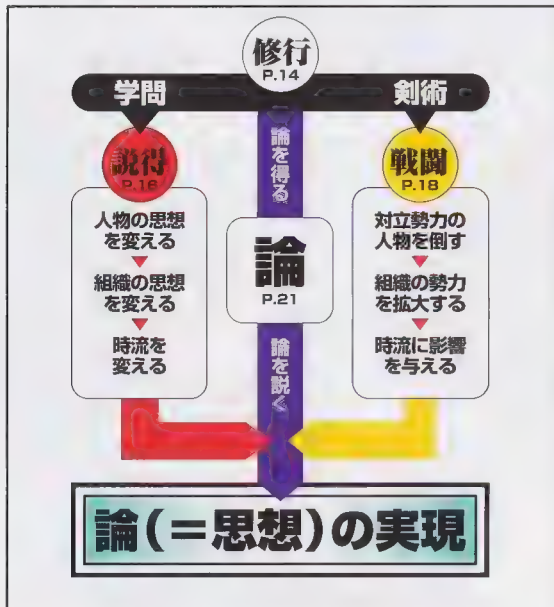 修行
P.14
学問
剣術
説得
P.16
人物の思想
を変える
組織の思想
を変える
時流を
変える
論を得る
論
P.21
論を説く
戦闘
P.18
対立勢力の
人物を倒す
組織の勢力
を拡大する
時流に影響
を与える
論(=思想)の実現